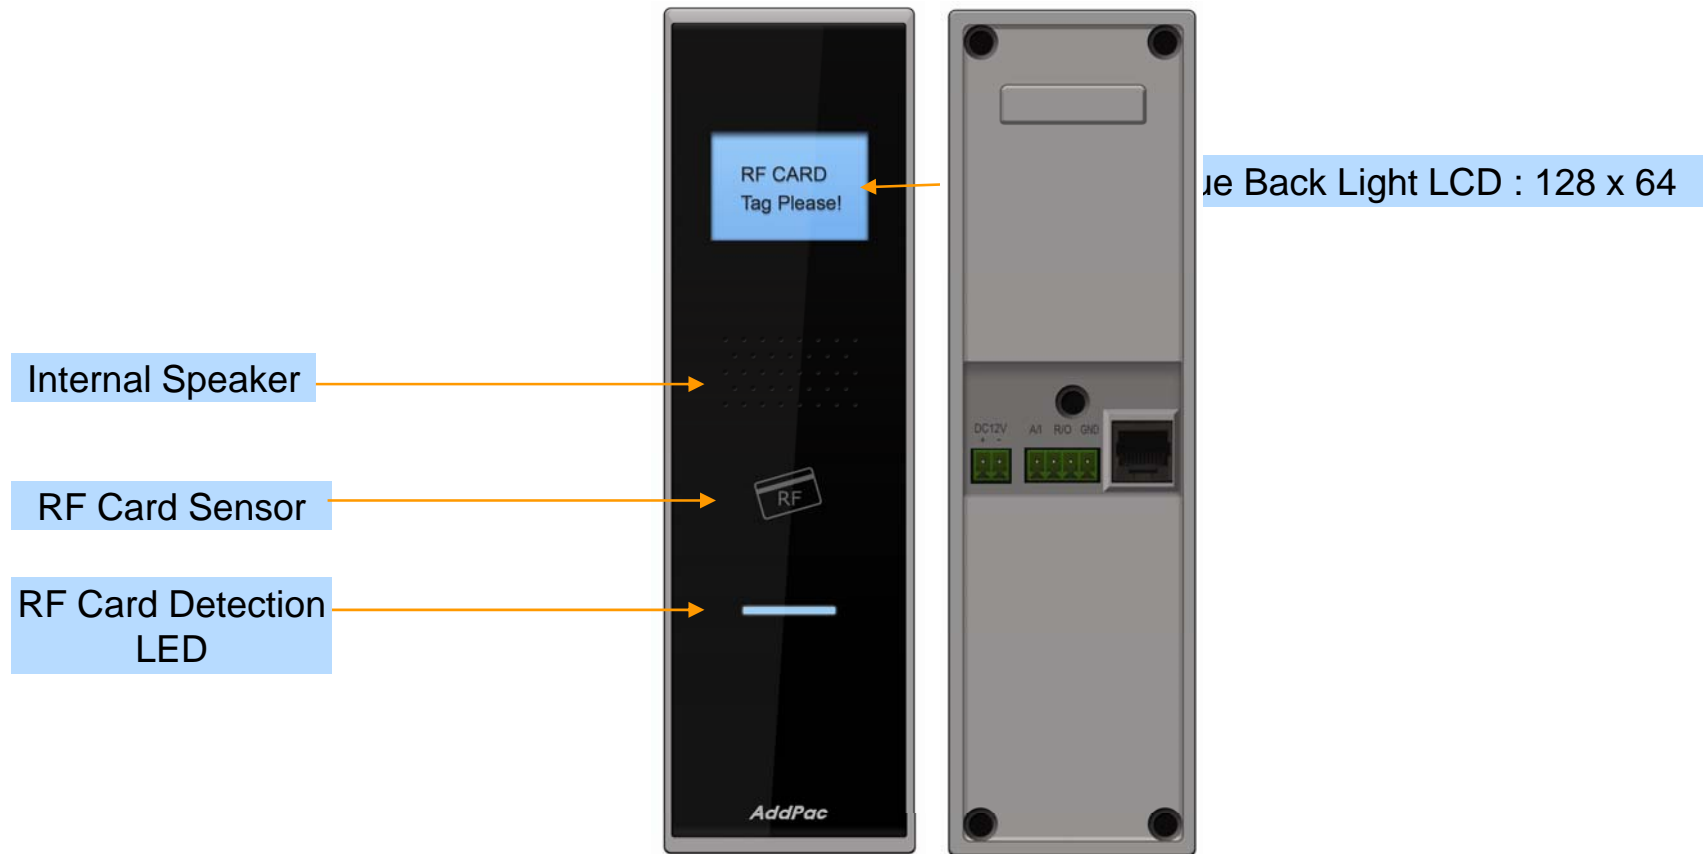 RF CARD
Tag Please!
ue Back Light LCD : 128 x 64
Internal Speaker
DC12V A/I R/O GND
+ -
RF Card Sensor
RF
RF Card Detection
LED
AddPac